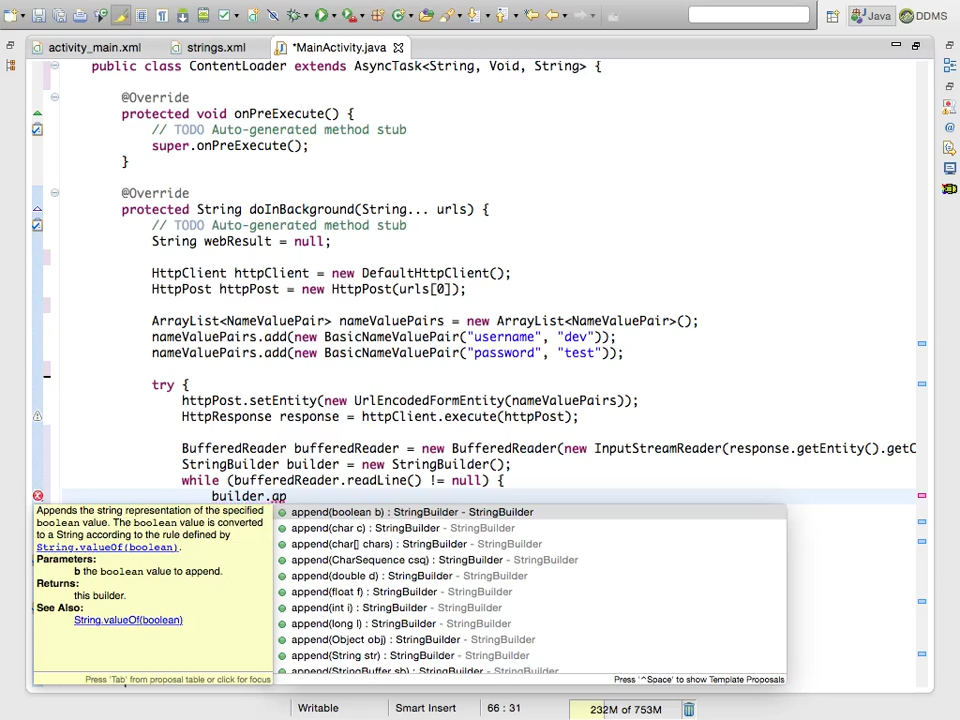 Java
DDMS
activity_main.xml
strings.xml
*MainActivity.java
public class ContentLoader extends AsyncTask<String, Void, String> {
@Override
protected void onPreExecute() {
// TODO Auto-generated method stub
super.onPreExecute();
}
@Override
protected String doInBackground(String... urls) {
// TODO Auto-generated method stub
String webResult = null;
HttpClient httpClient = new DefaultHttpClient();
HttpPost httpPost = new HttpPost(urls[0]);
ArrayList<NameValuePair> nameValuePairs = new ArrayList<NameValuePair>();
nameValuePairs.add(new BasicNameValuePair("username", "dev"));
nameValuePairs.add(new BasicNameValuePair("password", "test"));
try {
httpPost.setEntity(new UrlEncodedFormEntity(nameValuePairs));
HttpResponse response = httpClient.execute(httpPost);
BufferedReader bufferedReader = new BufferedReader(new InputStreamReader(response.getEntity().getC
StringBuilder builder = new StringBuilder();
while (bufferedReader.readLine() != null) {
builder.ap
Appends the string representation of the specified
boolean value. The boolean value is converted
to a String according to the rule defined by
String.valueOf(boolean).
Parameters:
b the boolean value to append.
Returns:
this builder.
See Also:
String.valueOf(boolean)
Press 'Tab' from proposal table or click for focus
append(boolean b) : StringBuilder - StringBuilder
append(char c) : StringBuilder - StringBuilder
append(char[] chars) : StringBuilder - StringBuilder
append(CharSequence csq) : StringBuilder - StringBuilder
append(double d) : StringBuilder - StringBuilder
append(float f) : StringBuilder - StringBuilder
append(int i) : StringBuilder - StringBuilder
append(long l) : StringBuilder - StringBuilder
append(Object obj) : StringBuilder - StringBuilder
append(String str) : StringBuilder - StringBuilder
append(StringBuffer sb) : StringBuilder - StringBuilder
Press '^Space' to show Template Proposals
Writable
Smart Insert
66 : 31
232M of 753M